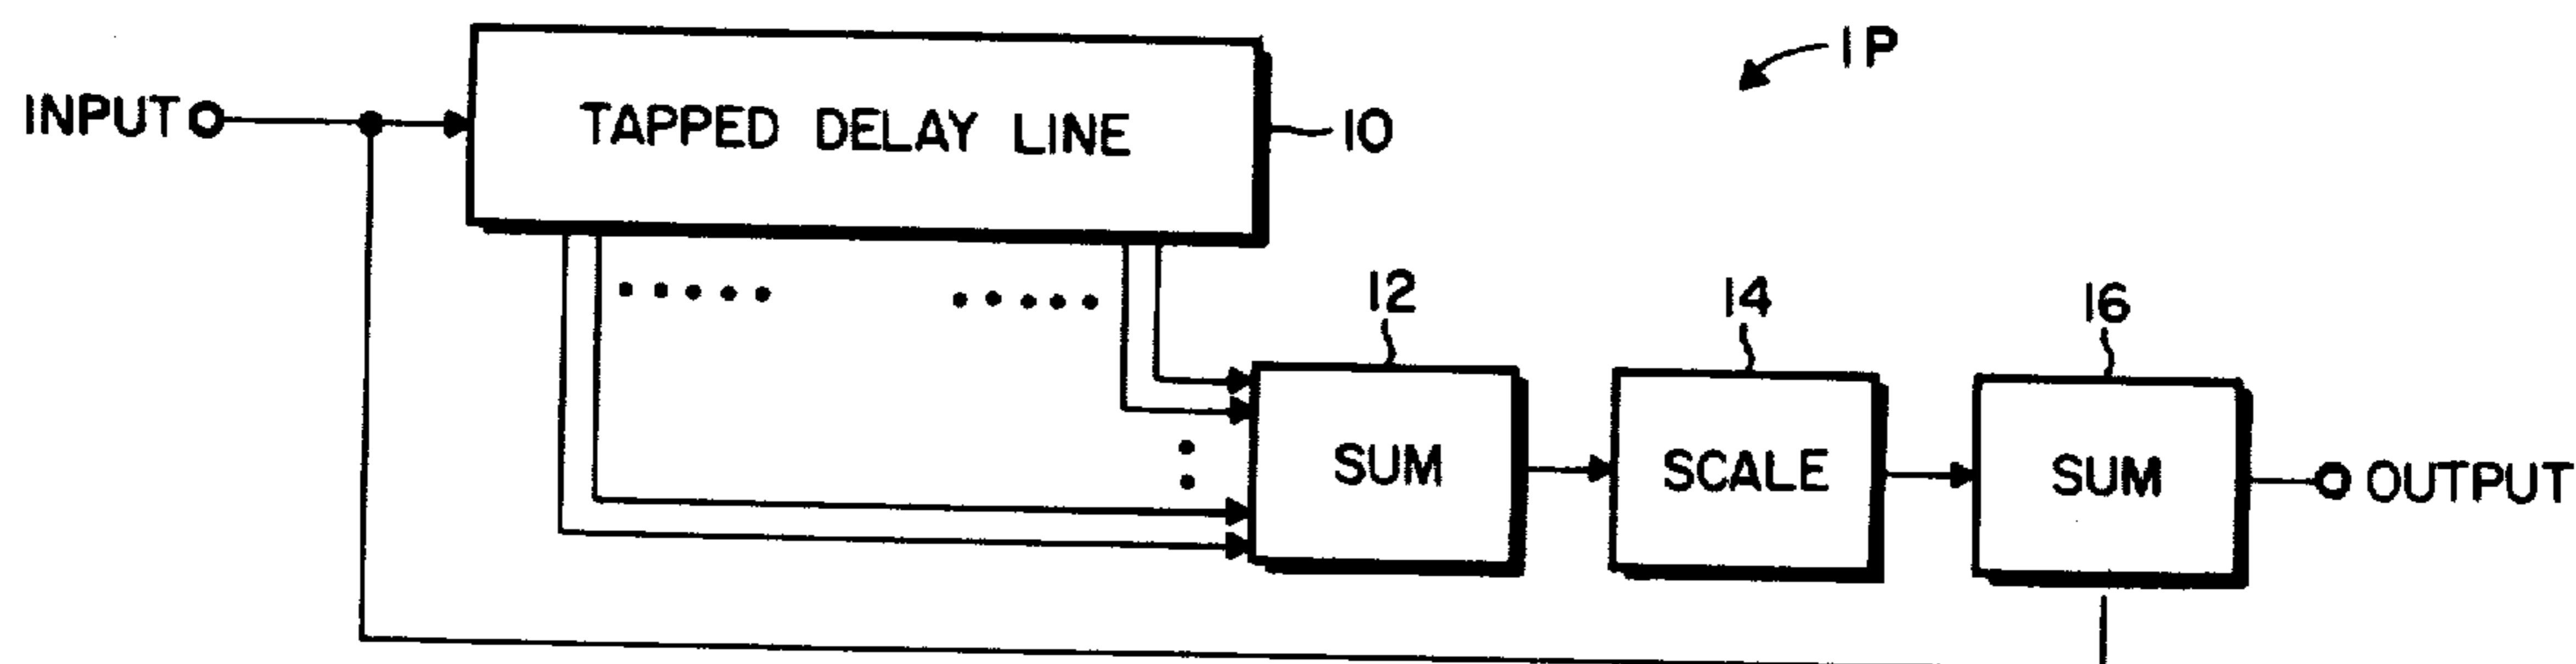 1P
INPUT
TAPPED DELAY LINE
10
12
14
16
SUM
SCALE
SUM
OUTPUT